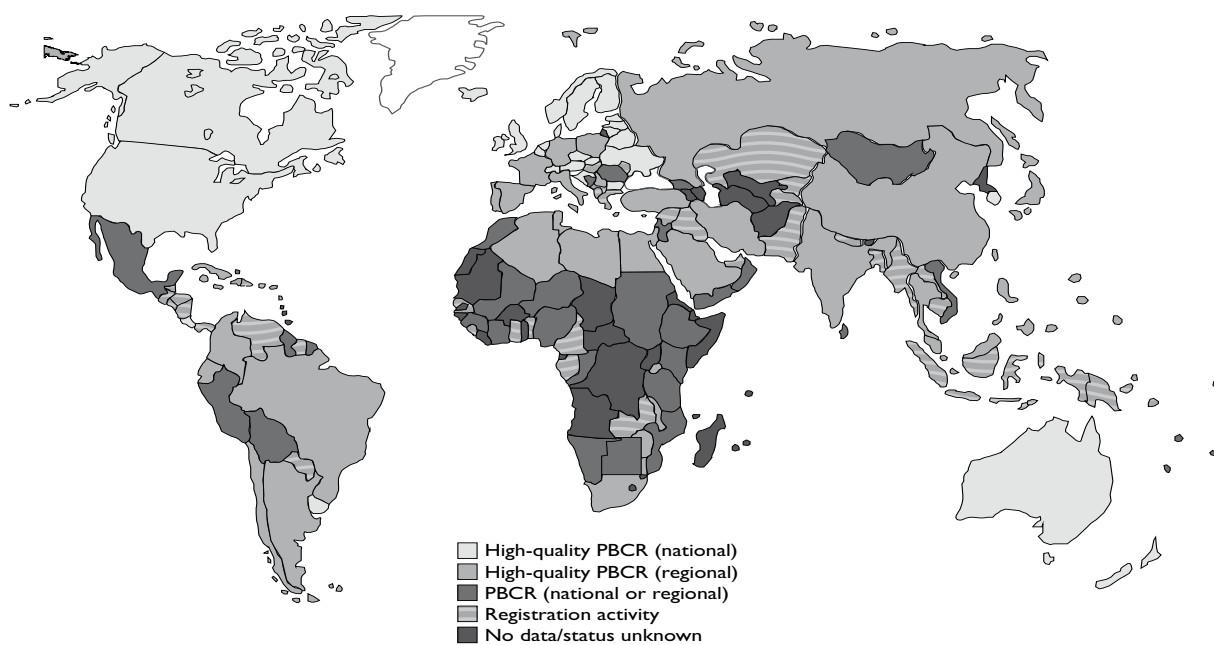 High-quality PBCR (national)
High-quality PBCR (regional)
PBCR (national or regional)
Registration activity
No data/status unknown